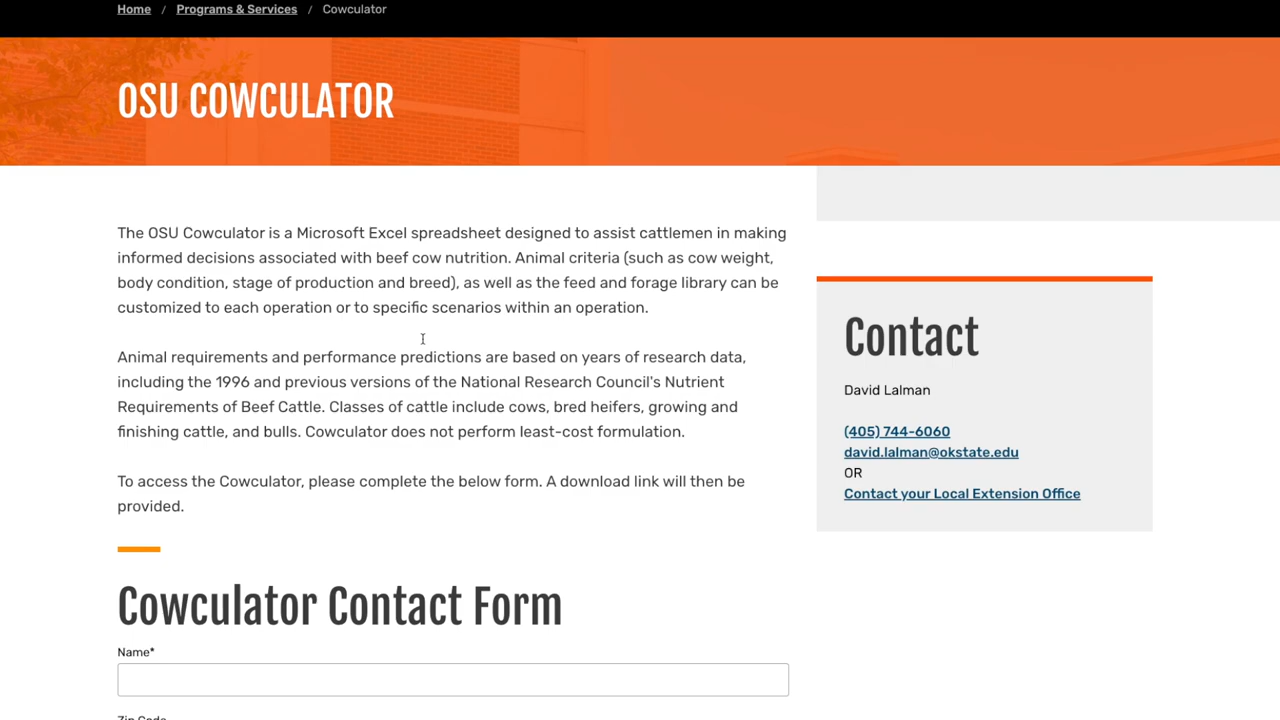 Home / Programs & Services / Cowculator
OSU COWCULATOR
The OSU Cowculator is a Microsoft Excel spreadsheet designed to assist cattlemen in making
informed decisions associated with beef cow nutrition. Animal criteria (such as cow weight,
body condition, stage of production and breed), as well as the feed and forage library can be
customized to each operation or to specific scenarios within an operation.
Animal requirements and performance predictions are based on years of research data,
including the 1996 and previous versions of the National Research Council's Nutrient
Requirements of Beef Cattle. Classes of cattle include cows, bred heifers, growing and
finishing cattle, and bulls. Cowculator does not perform least-cost formulation.
To access the Cowculator, please complete the below form. A download link will then be
provided.
Cowculator Contact Form
Name*
Zip Code
Contact
David Lalman
(405) 744-6060
david.lalman@okstate.edu
OR
Contact your Local Extension Office